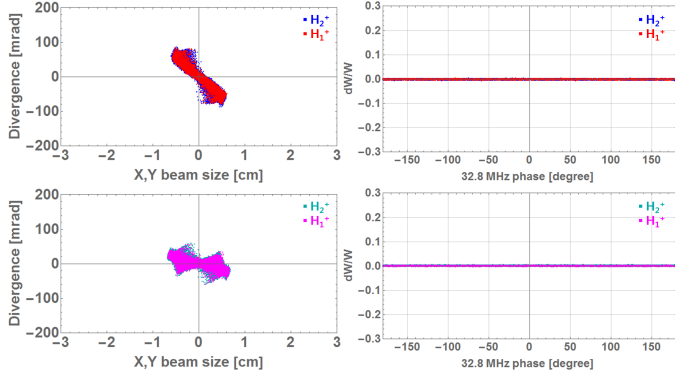 200
100
0
−100
−200
Divergence [mrad]
H₂⁺
H₁⁺
−3 −2 −1 0 1 2 3
X,Y beam size [cm]
0.3
0.2
0.1
0.0
−0.1
−0.2
−0.3
dW/W
H₂⁺
H₁⁺
−150 −100 −50 0 50 100 150
32.8 MHz phase [degree]
200
100
0
−100
−200
Divergence [mrad]
H₂⁺
H₁⁺
−3 −2 −1 0 1 2 3
X,Y beam size [cm]
0.3
0.2
0.1
0.0
−0.1
−0.2
−0.3
dW/W
H₂⁺
H₁⁺
−150 −100 −50 0 50 100 150
32.8 MHz phase [degree]